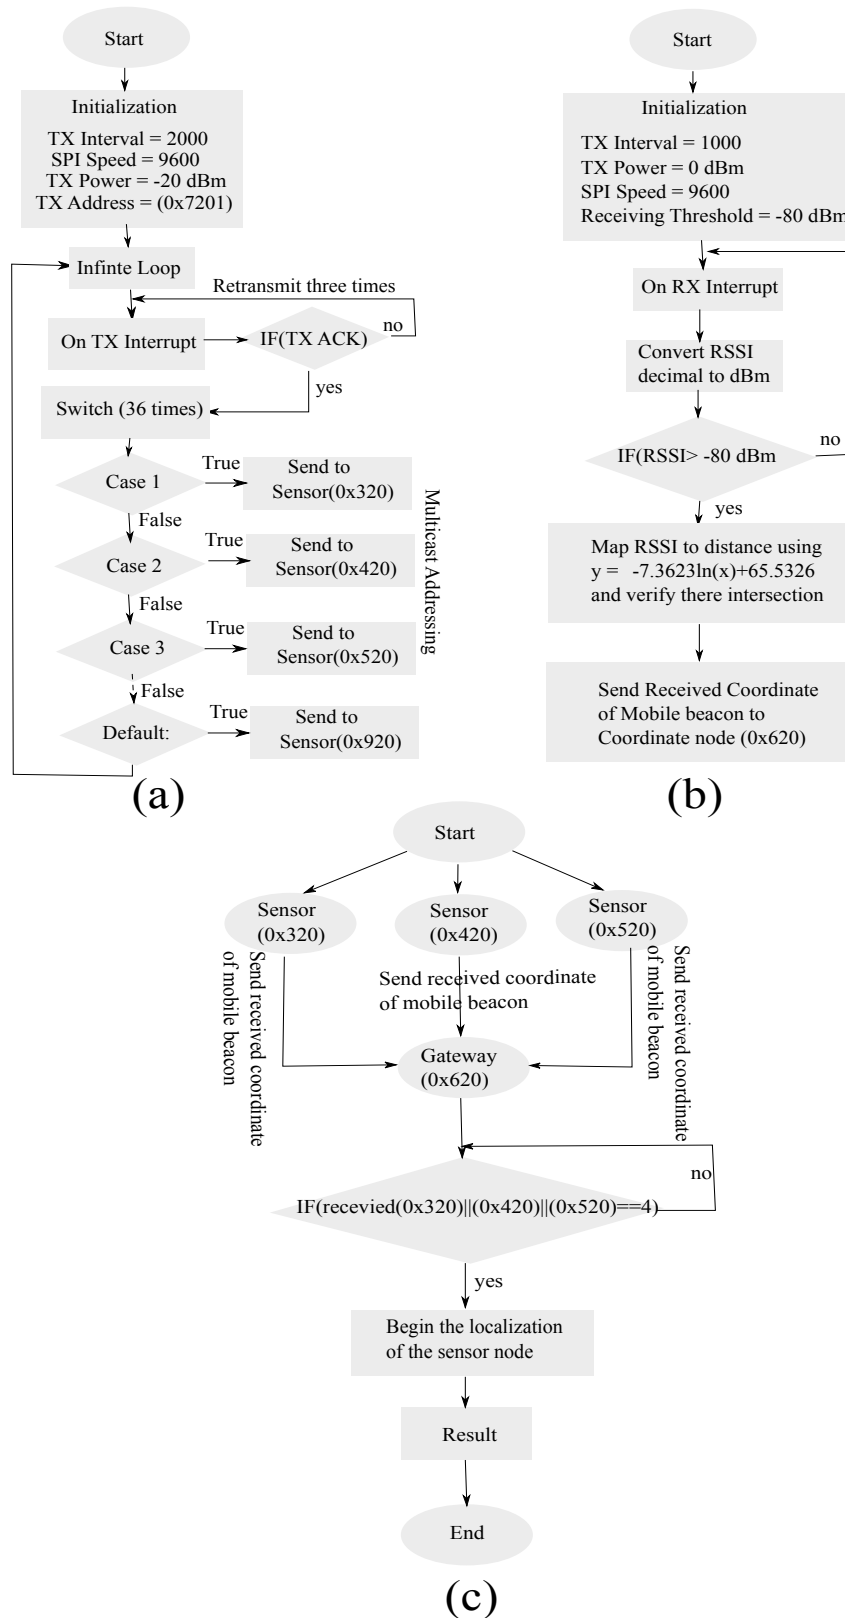 Start
Initialization
TX Interval = 2000
SPI Speed = 9600
TX Power = -20 dBm
TX Address = (0x7201)
Infinte Loop
Retransmit three times
On TX Interrupt
IF(TX ACK)
no
yes
Switch (36 times)
Case 1
True
Send to
Sensor(0x320)
False
Case 2
True
Send to
Sensor(0x420)
False
Case 3
True
Send to
Sensor(0x520)
False
Default:
True
Send to
Sensor(0x920)
Multicast Addressing
(a)
Start
Initialization
TX Interval = 1000
TX Power = 0 dBm
SPI Speed = 9600
Receiving Threshold = -80 dBm
On RX Interrupt
Convert RSSI
decimal to dBm
IF(RSSI> -80 dBm
no
yes
Map RSSI to distance using
y = -7.3623ln(x)+65.5326
and verify there intersection
Send Received Coordinate
of Mobile beacon to
Coordinate node (0x620)
(b)
Start
Sensor
(0x320)
Sensor
(0x420)
Sensor
(0x520)
Send received coordinate
of mobile beacon
Send received coordinate
of mobile beacon
Send received coordinate
of mobile beacon
Gateway
(0x620)
no
IF(recevied(0x320)||(0x420)||(0x520)==4)
yes
Begin the localization
of the sensor node
Result
End
(c)